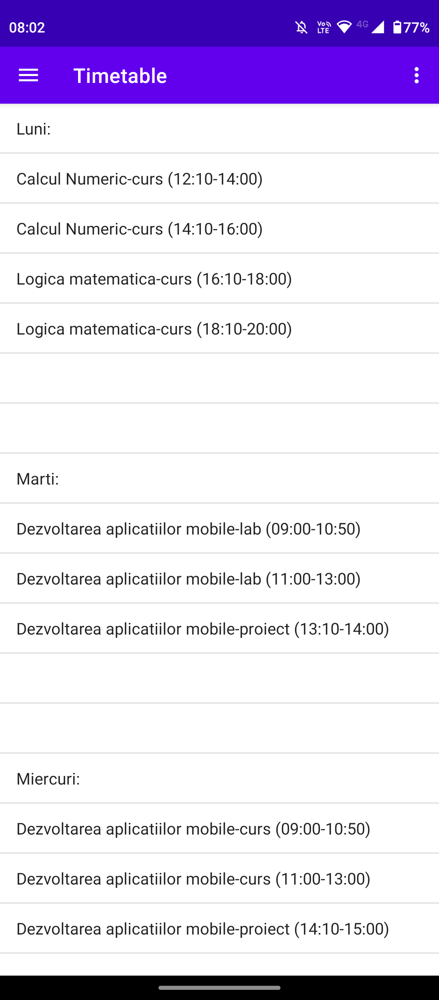 08:02
Vo LTE 4G 77%
Timetable
Luni:
Calcul Numeric-curs (12:10-14:00)
Calcul Numeric-curs (14:10-16:00)
Logica matematica-curs (16:10-18:00)
Logica matematica-curs (18:10-20:00)
Marti:
Dezvoltarea aplicatiilor mobile-lab (09:00-10:50)
Dezvoltarea aplicatiilor mobile-lab (11:00-13:00)
Dezvoltarea aplicatiilor mobile-proiect (13:10-14:00)
Miercuri:
Dezvoltarea aplicatiilor mobile-curs (09:00-10:50)
Dezvoltarea aplicatiilor mobile-curs (11:00-13:00)
Dezvoltarea aplicatiilor mobile-proiect (14:10-15:00)